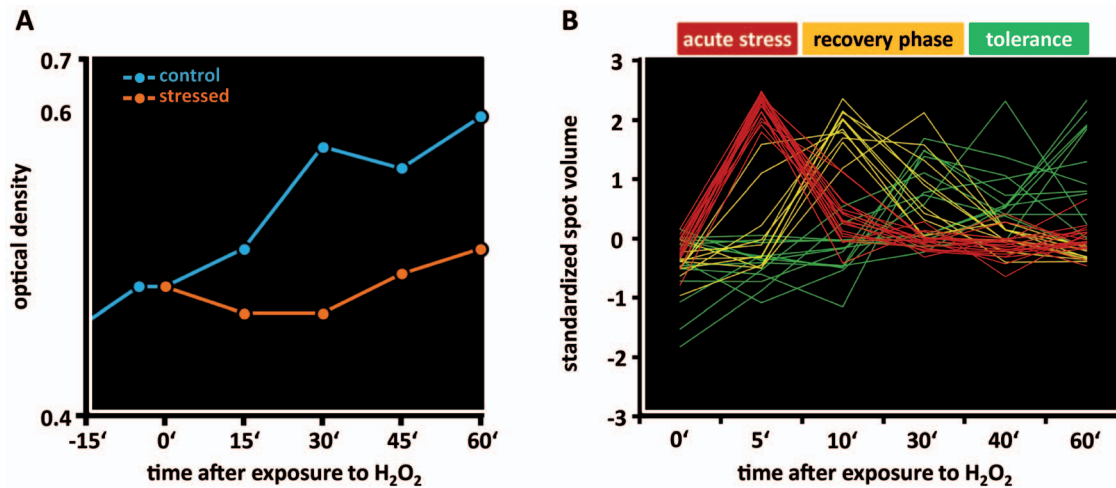 A
0.7
0.6
0.4
optical density
control
stressed
-15‘ 0‘ 15‘ 30‘ 45‘ 60‘
time after exposure to H₂O₂
B
acute stress recovery phase tolerance
3
2
1
0
-1
-2
-3
standardized spot volume
0‘ 5‘ 10‘ 30‘ 40‘ 60‘
time after exposure to H₂O₂